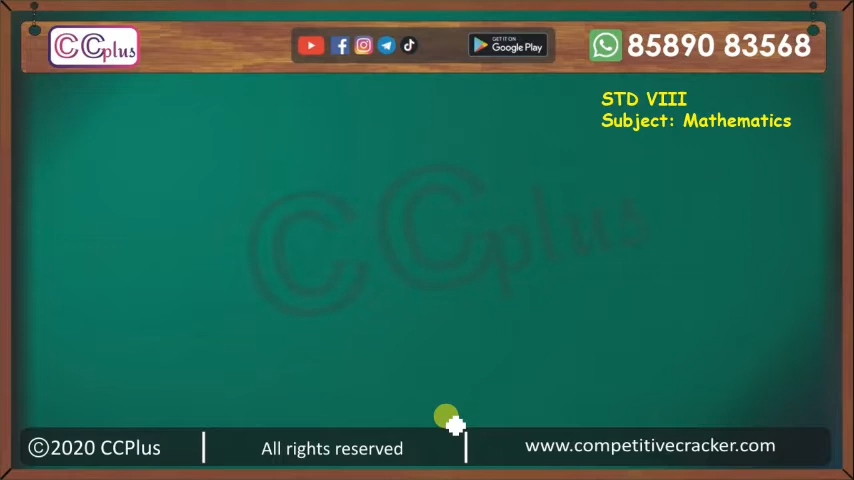 CCplus
GET IT ON
Google Play
85890 83568
STD VIII
Subject: Mathematics
CCplus
©2020 CCPlus
All rights reserved
www.competitivecracker.com